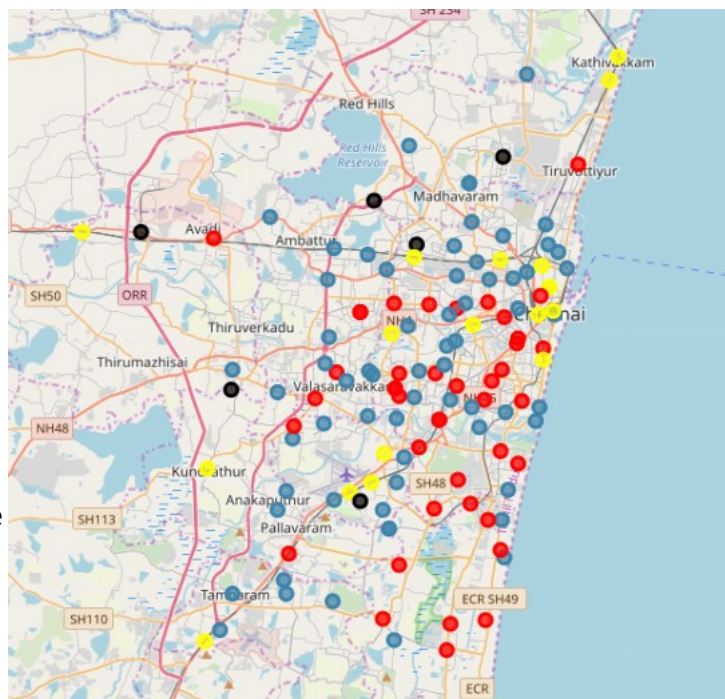 SH 234
Kathivakkam
Red Hills
Red Hills
Reservoir
Tiruvottiyur
Madhavaram
Avadi
Ambattur
SH50
ORR
NH4
Chennai
Thiruverkadu
Thirumazhisai
Valasaravakkam
NH48
Kundrathur
SH48
Anakaputhur
SH113
e
Pallavaram
Tambaram
ECR SH49
SH110
ECR